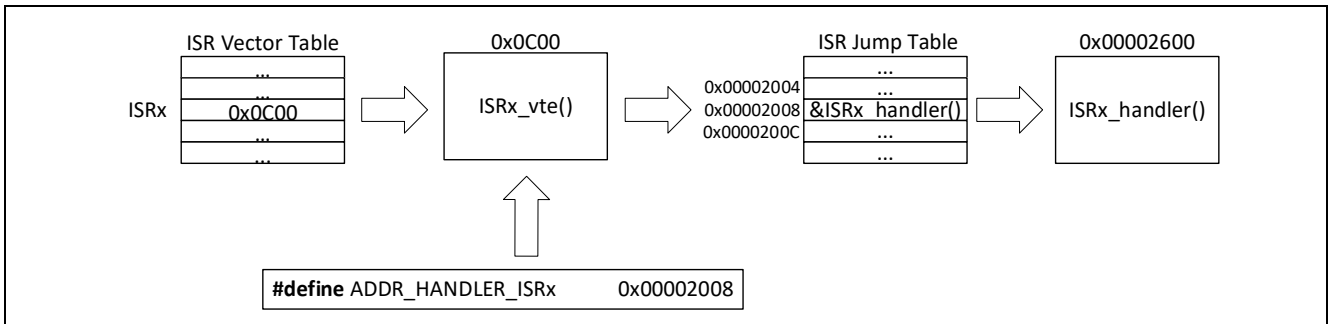 ISR Vector Table
0x0C00
ISR Jump Table
0x00002600
...
...
ISRx
0x0C00
...
...
ISRx_vte()
0x00002004
0x00002008
0x0000200C
...
...
&ISRx_handler()
...
...
ISRx_handler()
#define ADDR_HANDLER_ISRx 0x00002008